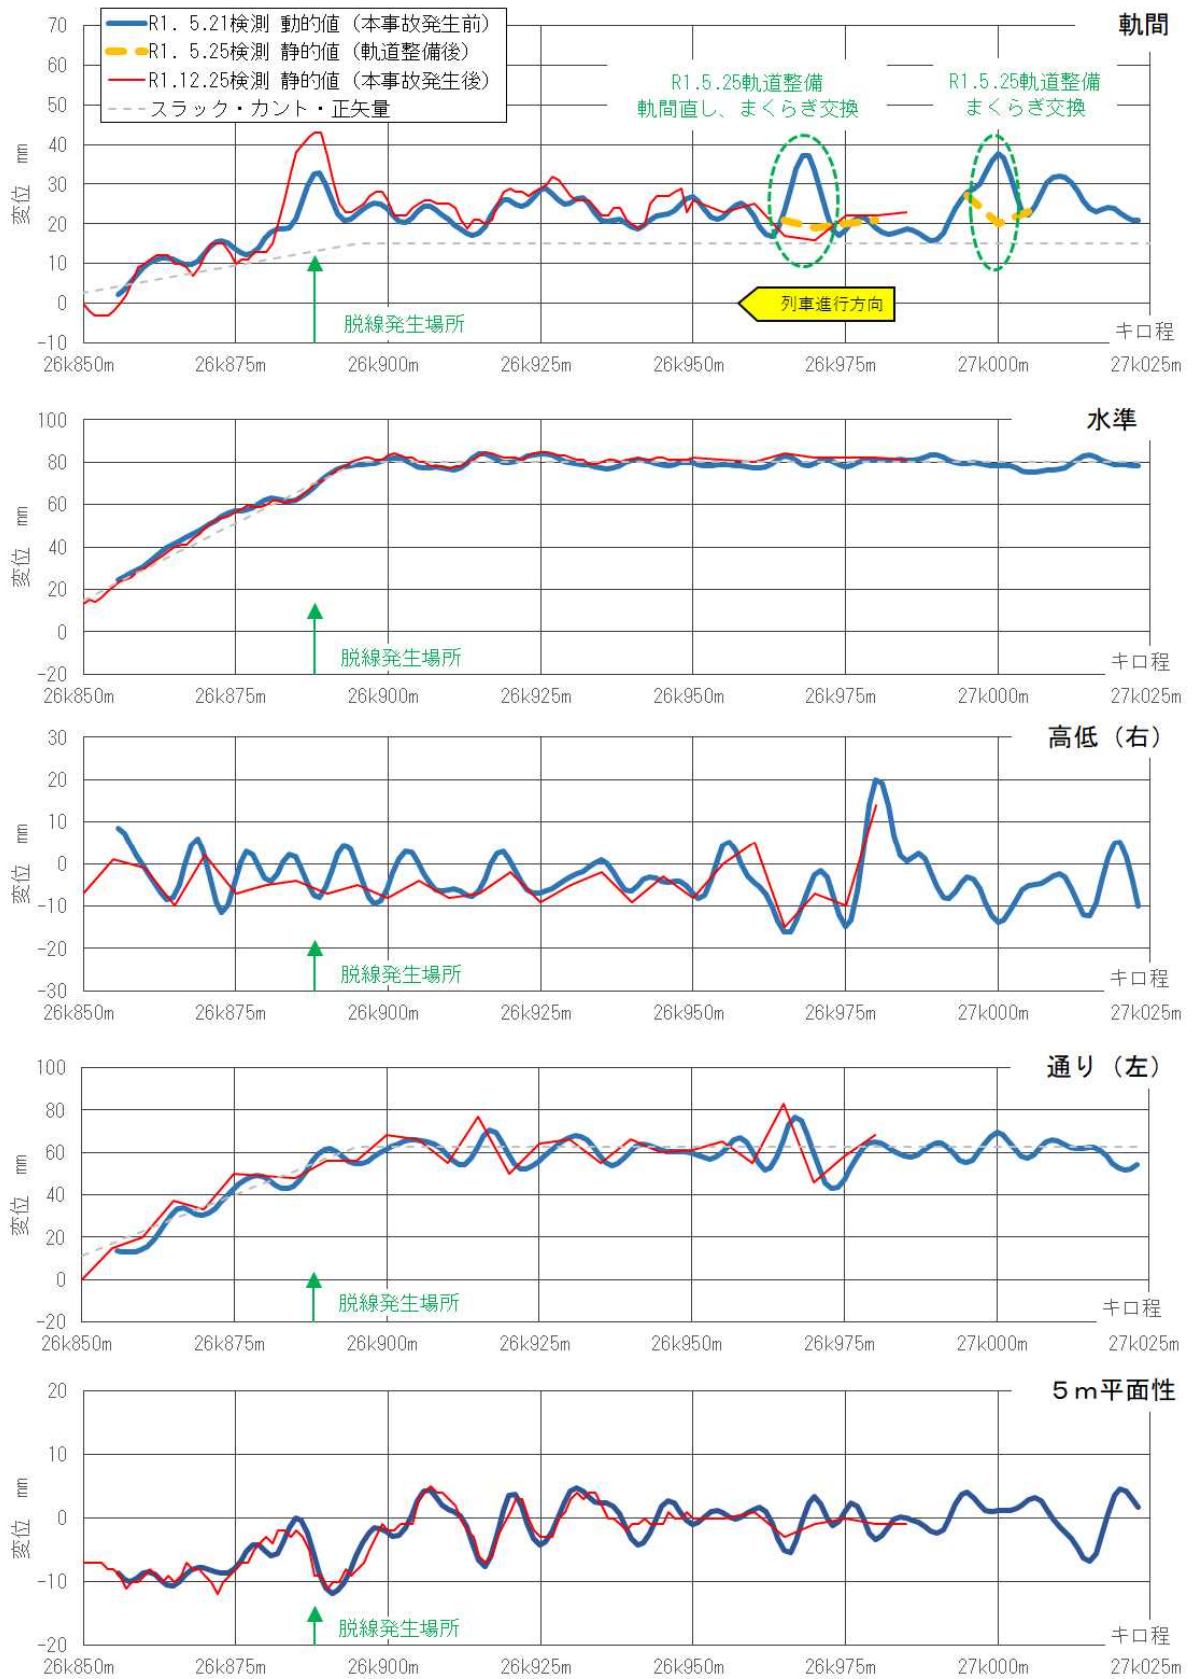 軌間
70
60
50
40
30
20
10
0
-10
変位 mm
R1. 5.21検測 動的値（本事故発生前）
R1. 5.25検測 静的値（軌道整備後）
R1.12.25検測 静的値（本事故発生後）
スラック・カント・正矢量
R1.5.25軌道整備
軌間直し、まくらぎ交換
R1.5.25軌道整備
まくらぎ交換
列車進行方向
脱線発生場所
キロ程
26k850m 26k875m 26k900m 26k925m 26k950m 26k975m 27k000m 27k025m
水準
100
80
60
40
20
0
-20
変位 mm
脱線発生場所
キロ程
26k850m 26k875m 26k900m 26k925m 26k950m 26k975m 27k000m 27k025m
高低（右）
30
20
10
0
-10
-20
-30
変位 mm
脱線発生場所
キロ程
26k850m 26k875m 26k900m 26k925m 26k950m 26k975m 27k000m 27k025m
通り（左）
100
80
60
40
20
0
-20
変位 mm
脱線発生場所
キロ程
26k850m 26k875m 26k900m 26k925m 26k950m 26k975m 27k000m 27k025m
５ｍ平面性
20
10
0
-10
-20
変位 mm
脱線発生場所
キロ程
26k850m 26k875m 26k900m 26k925m 26k950m 26k975m 27k000m 27k025m